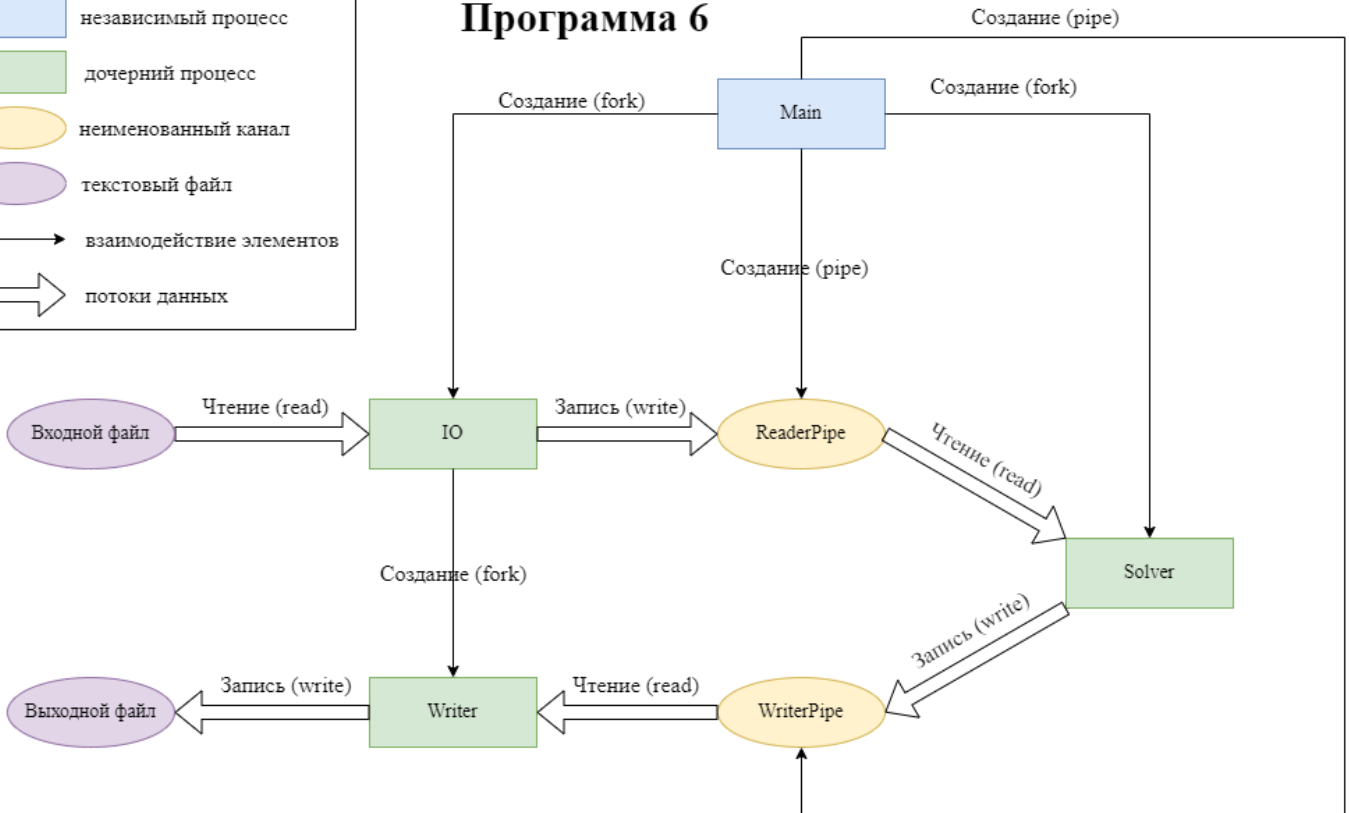 Программа 6
независимый процесс
дочерний процесс
неименованный канал
текстовый файл
взаимодействие элементов
потоки данных
Создание (pipe)
Создание (fork)
Main
Создание (fork)
Создание (pipe)
Входной файл
Чтение (read)
IO
Запись (write)
ReaderPipe
Чтение (read)
Создание (fork)
Solver
Запись (write)
Выходной файл
Запись (write)
Writer
Чтение (read)
WriterPipe